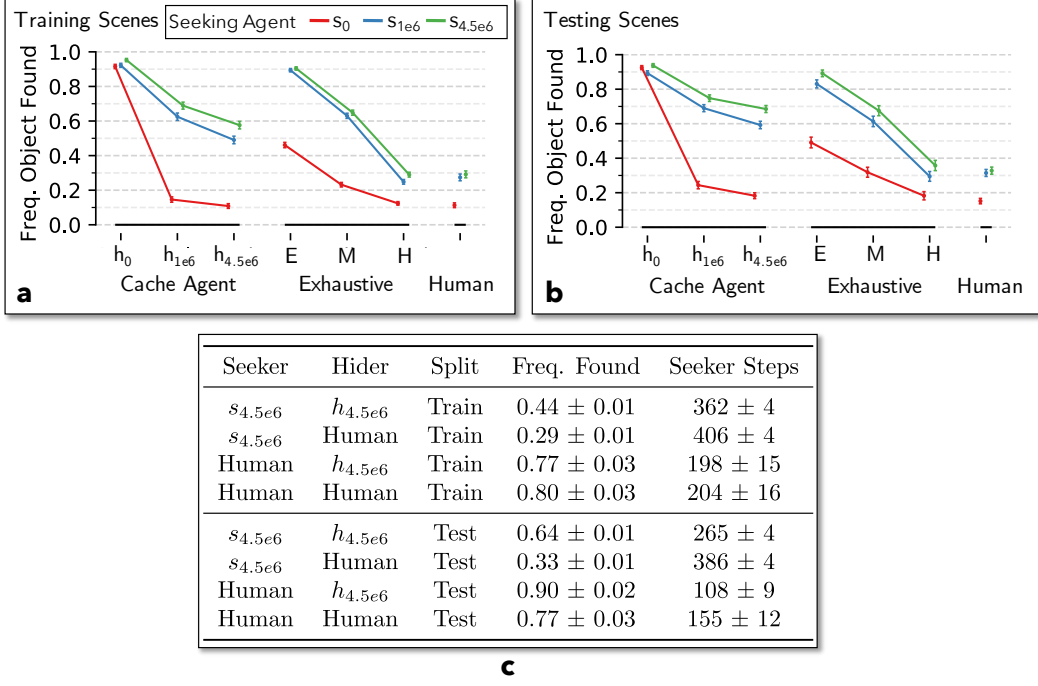 Training Scenes
Seeking Agent s₀ s₁ₑ₆ s₄.₅ₑ₆
Freq. Object Found
1.0
0.8
0.6
0.4
0.2
0.0
h₀ h₁ₑ₆ h₄.₅ₑ₆ E M H
Cache Agent Exhaustive Human
a
Testing Scenes
Freq. Object Found
1.0
0.8
0.6
0.4
0.2
0.0
h₀ h₁ₑ₆ h₄.₅ₑ₆ E M H
Cache Agent Exhaustive Human
b
Seeker Hider Split Freq. Found Seeker Steps
s₄.₅ₑ₆ h₄.₅ₑ₆ Train 0.44 ± 0.01 362 ± 4
s₄.₅ₑ₆ Human Train 0.29 ± 0.01 406 ± 4
Human h₄.₅ₑ₆ Train 0.77 ± 0.03 198 ± 15
Human Human Train 0.80 ± 0.03 204 ± 16
s₄.₅ₑ₆ h₄.₅ₑ₆ Test 0.64 ± 0.01 265 ± 4
s₄.₅ₑ₆ Human Test 0.33 ± 0.01 386 ± 4
Human h₄.₅ₑ₆ Test 0.90 ± 0.02 108 ± 9
Human Human Test 0.77 ± 0.03 155 ± 12
c